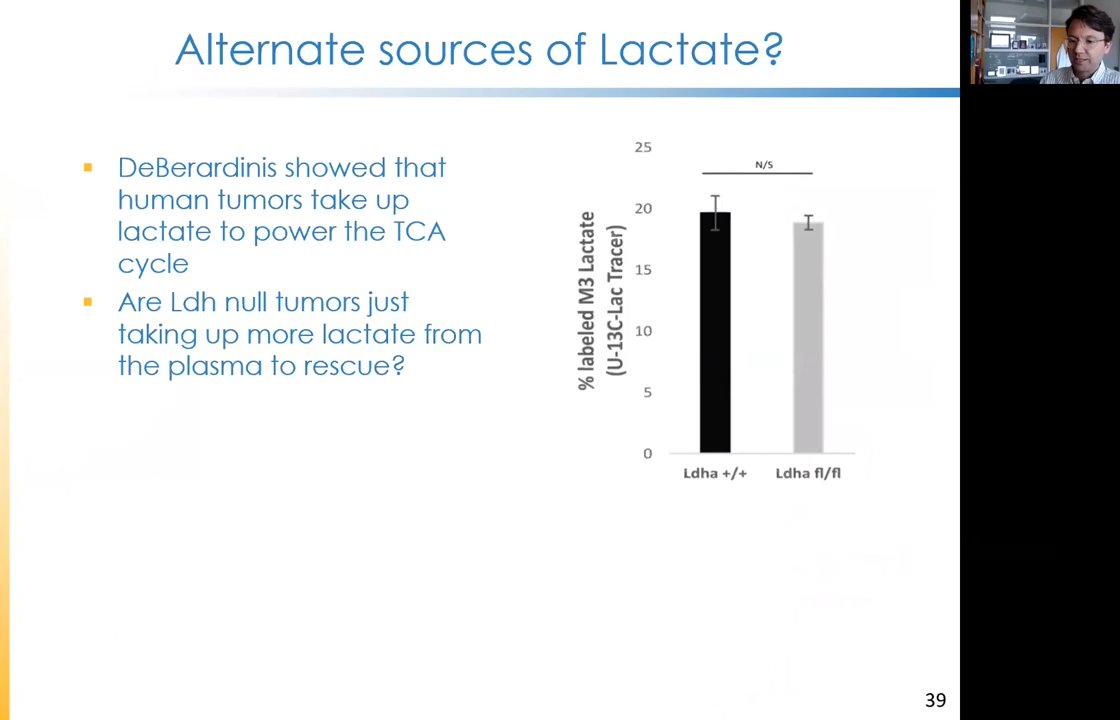 Alternate sources of Lactate?
DeBerardinis showed that
human tumors take up
lactate to power the TCA
cycle
Are Ldh null tumors just
taking up more lactate from
the plasma to rescue?
% labeled M3 Lactate
(U-13C-Lac Tracer)
25
20
15
10
5
0
N/S
Ldha +/+
Ldha fl/fl
39